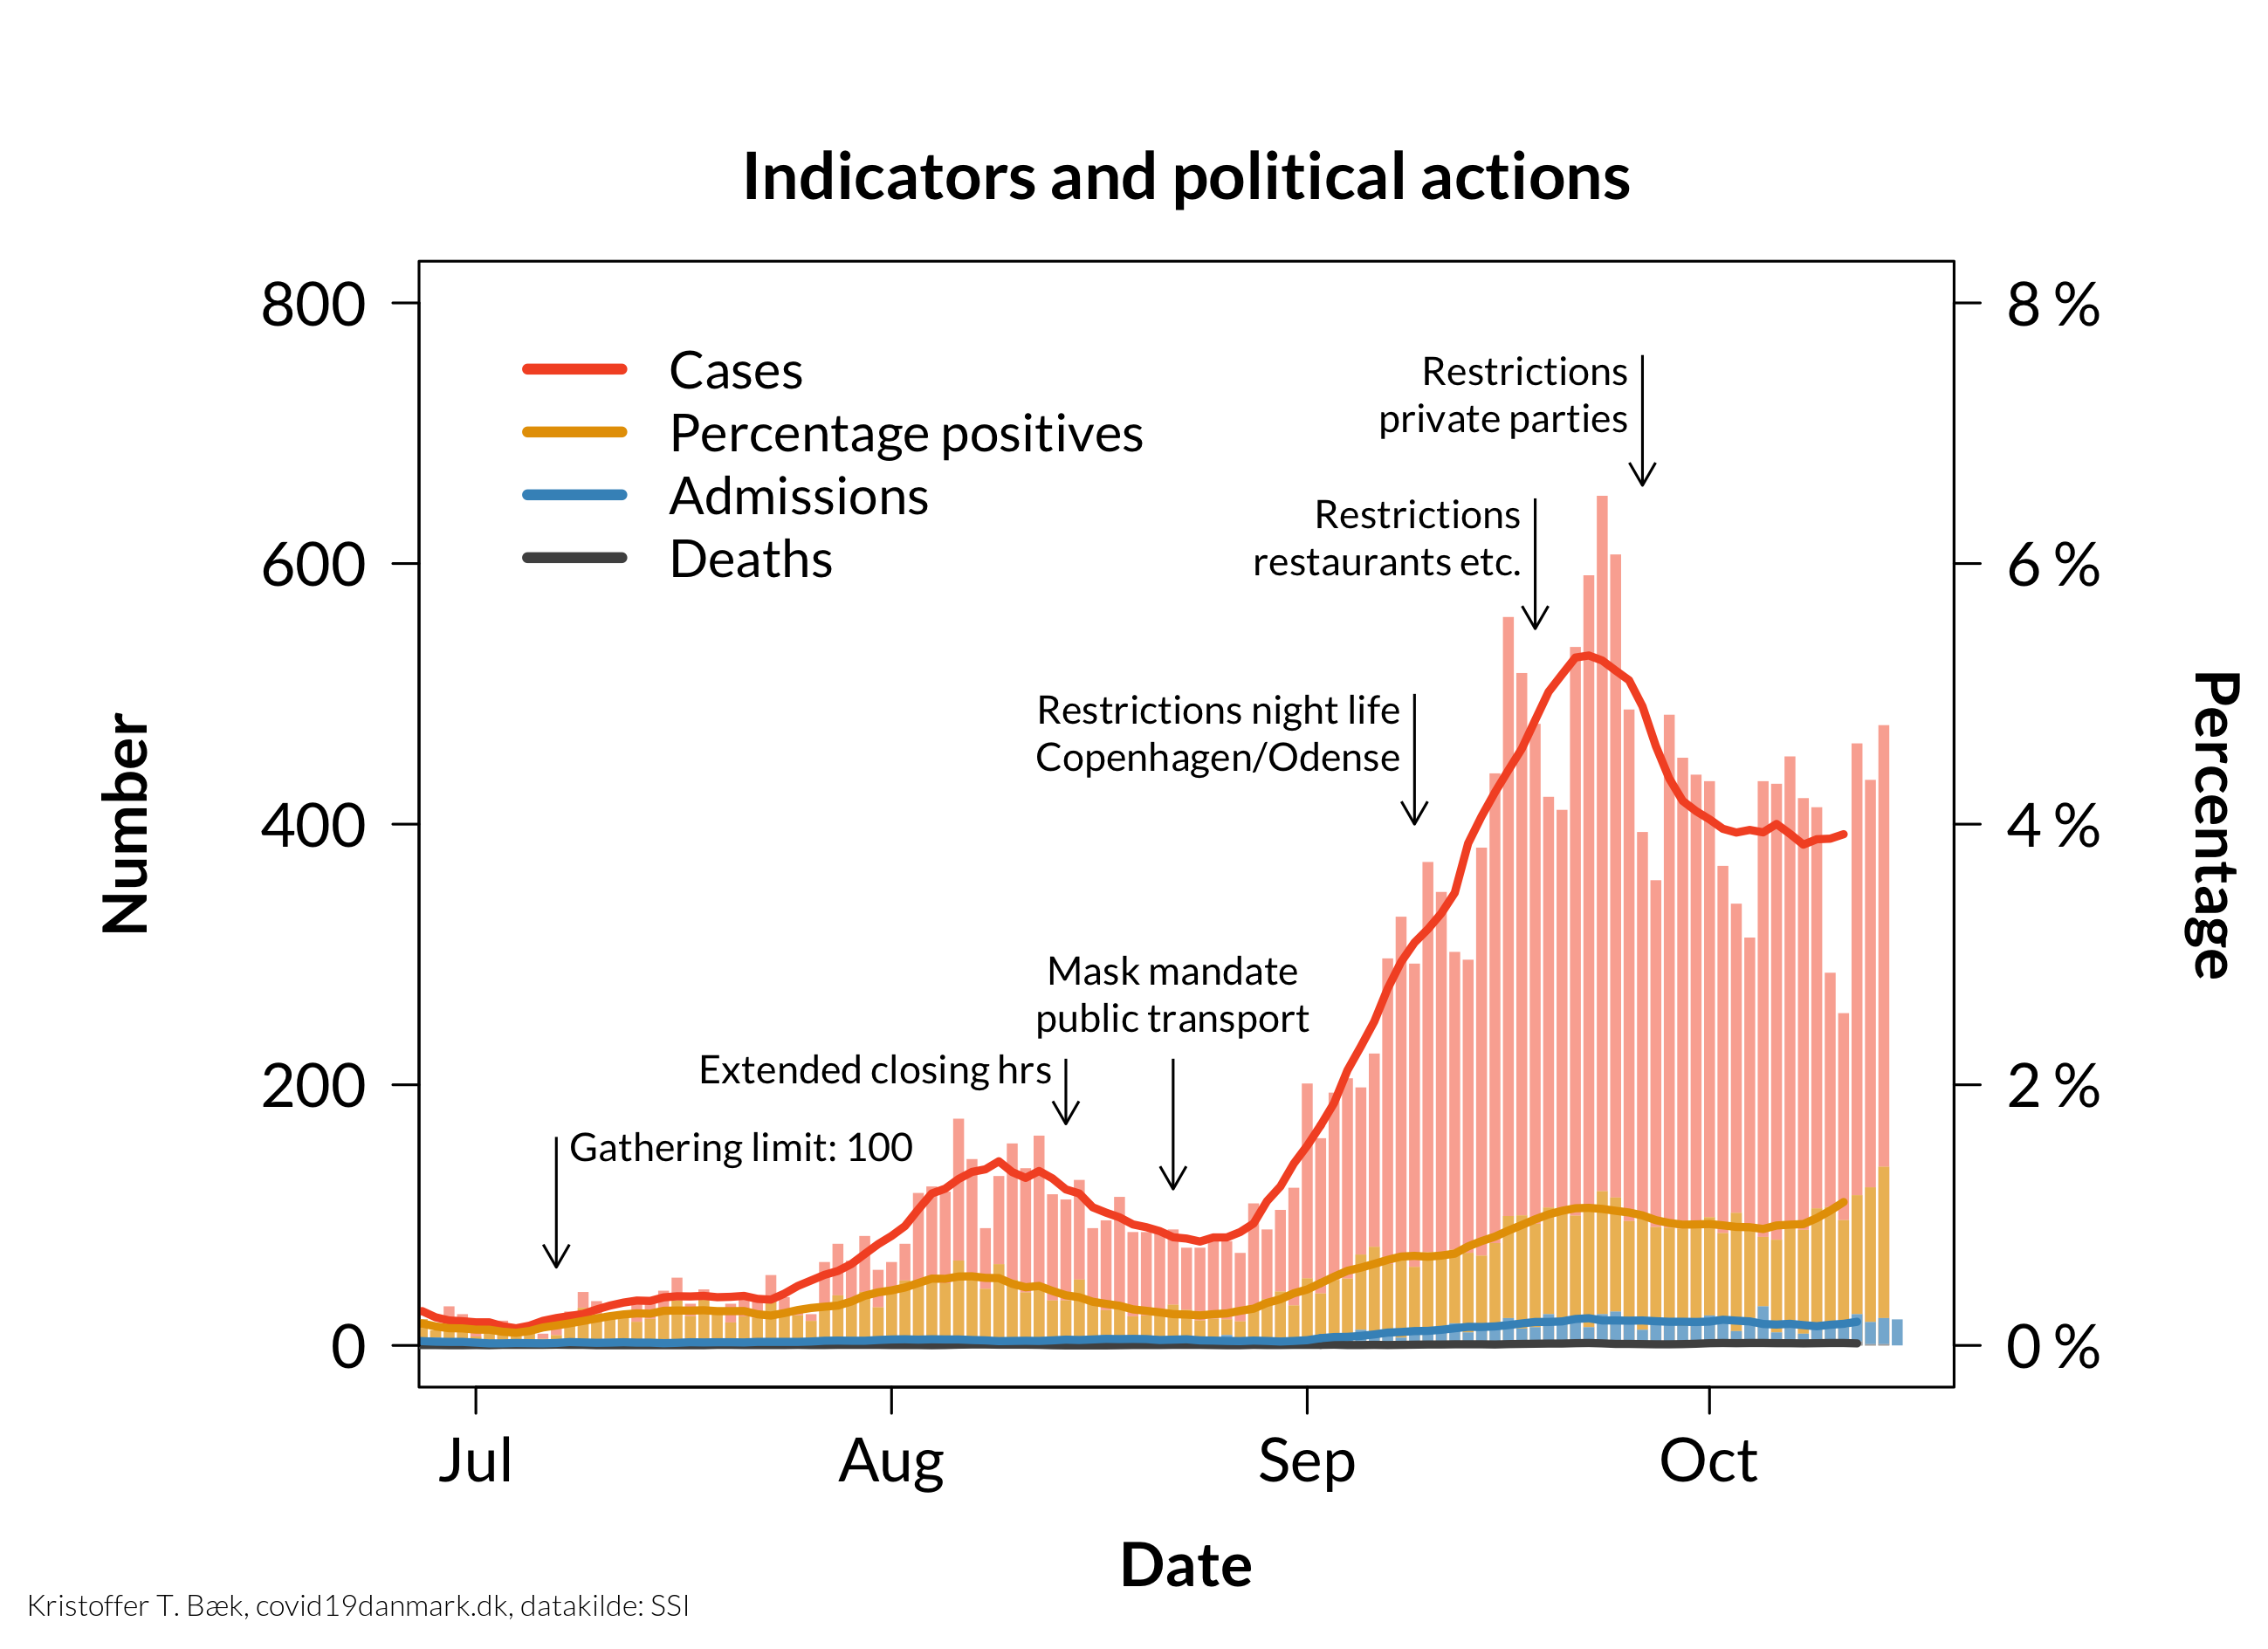 Indicators and political actions
800
600
400
200
0
8 %
6 %
4 %
2 %
0 %
Number
Percentage
Cases
Percentage positives
Admissions
Deaths
Restrictions
private parties
Restrictions
restaurants etc.
Restrictions night life
Copenhagen/Odense
Mask mandate
public transport
Extended closing hrs
Gathering limit: 100
Jul
Aug
Sep
Oct
Date
Kristoffer T. Bæk, covid19danmark.dk, datakilde: SSI